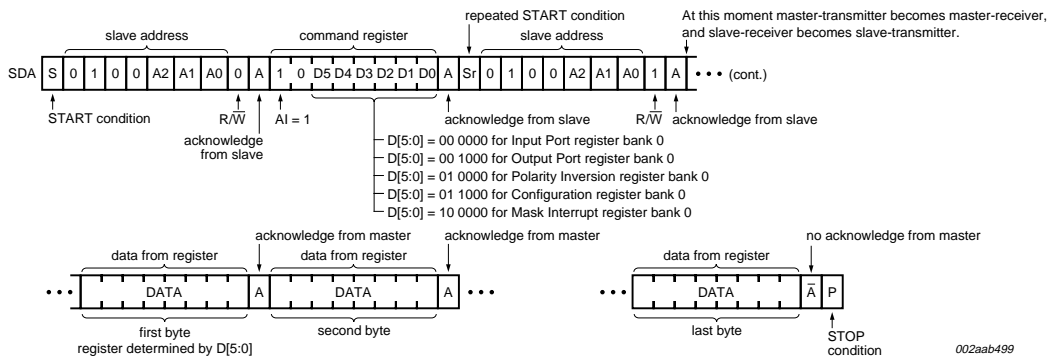 repeated START condition
At this moment master-transmitter becomes master-receiver,
and slave-receiver becomes slave-transmitter.
slave address
command register
slave address
SDA S 0 1 0 0 A2 A1 A0 0 A 1 0 D5 D4 D3 D2 D1 D0 A Sr 0 1 0 0 A2 A1 A0 1 A • • • (cont.)
START condition
R/W̅
acknowledge
from slave
AI = 1
acknowledge from slave
R/W̅
acknowledge from slave
D[5:0] = 00 0000 for Input Port register bank 0
D[5:0] = 00 1000 for Output Port register bank 0
D[5:0] = 01 0000 for Polarity Inversion register bank 0
D[5:0] = 01 1000 for Configuration register bank 0
D[5:0] = 10 0000 for Mask Interrupt register bank 0
acknowledge from master
acknowledge from master
no acknowledge from master
data from register
data from register
data from register
• • • DATA A DATA A • • • • • • DATA A̅ P
first byte
register determined by D[5:0]
second byte
last byte
STOP
condition
002aab499